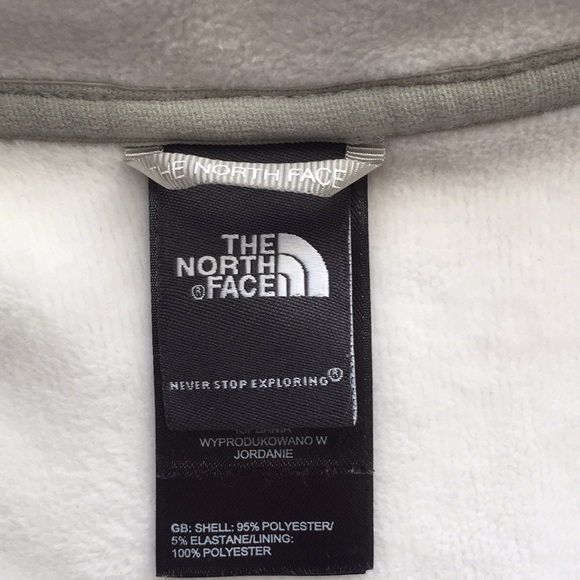 THE NORTH FACE
THE
NORTH
®FACE
NEVER STOP EXPLORING®
WYPRODUKOWANO W
JORDANIE
GB: SHELL: 95% POLYESTER/
5% ELASTANE/LINING:
100% POLYESTER